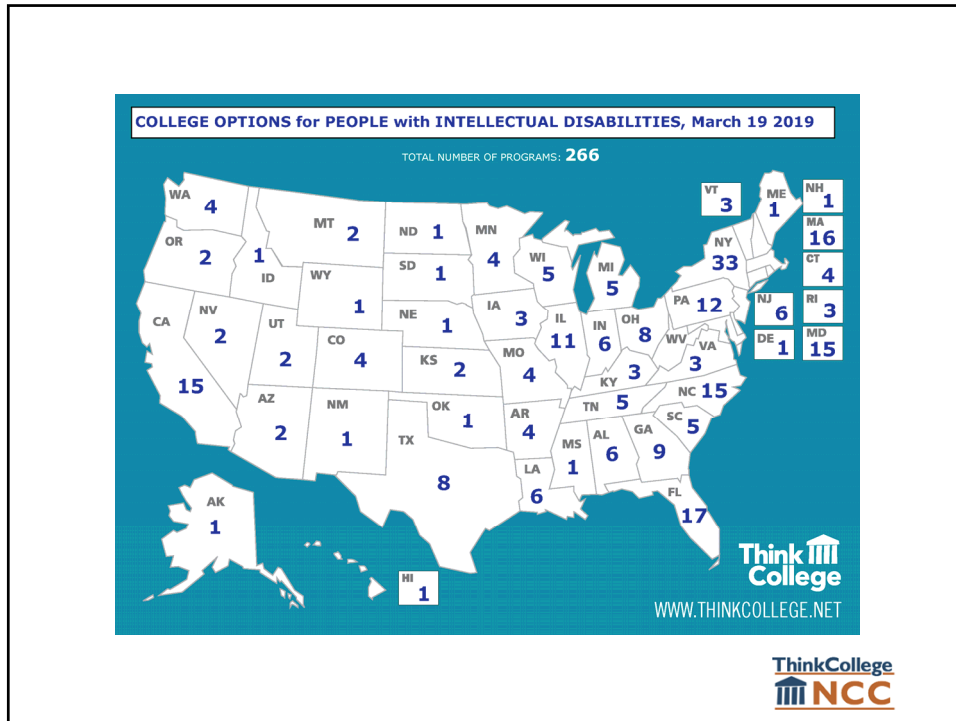 COLLEGE OPTIONS for PEOPLE with INTELLECTUAL DISABILITIES, March 19 2019
TOTAL NUMBER OF PROGRAMS: 266
WA 4
OR 2
ID 1
MT 2
ND 1
SD 1
WY 1
NE 1
MN 4
WI 5
MI 5
IA 3
IL 11
IN 6
OH 8
PA 12
NY 33
VT 3
ME 1
NH 1
MA 16
CT 4
RI 3
NJ 6
DE 1
MD 15
CA 15
NV 2
UT 2
CO 4
KS 2
MO 4
KY 3
WV
VA 3
NC 15
TN 5
SC 5
AZ 2
NM 1
OK 1
AR 4
TX 8
LA 6
MS 1
AL 6
GA 9
FL 17
AK 1
HI 1
Think
College
WWW.THINKCOLLEGE.NET
ThinkCollege
NCC